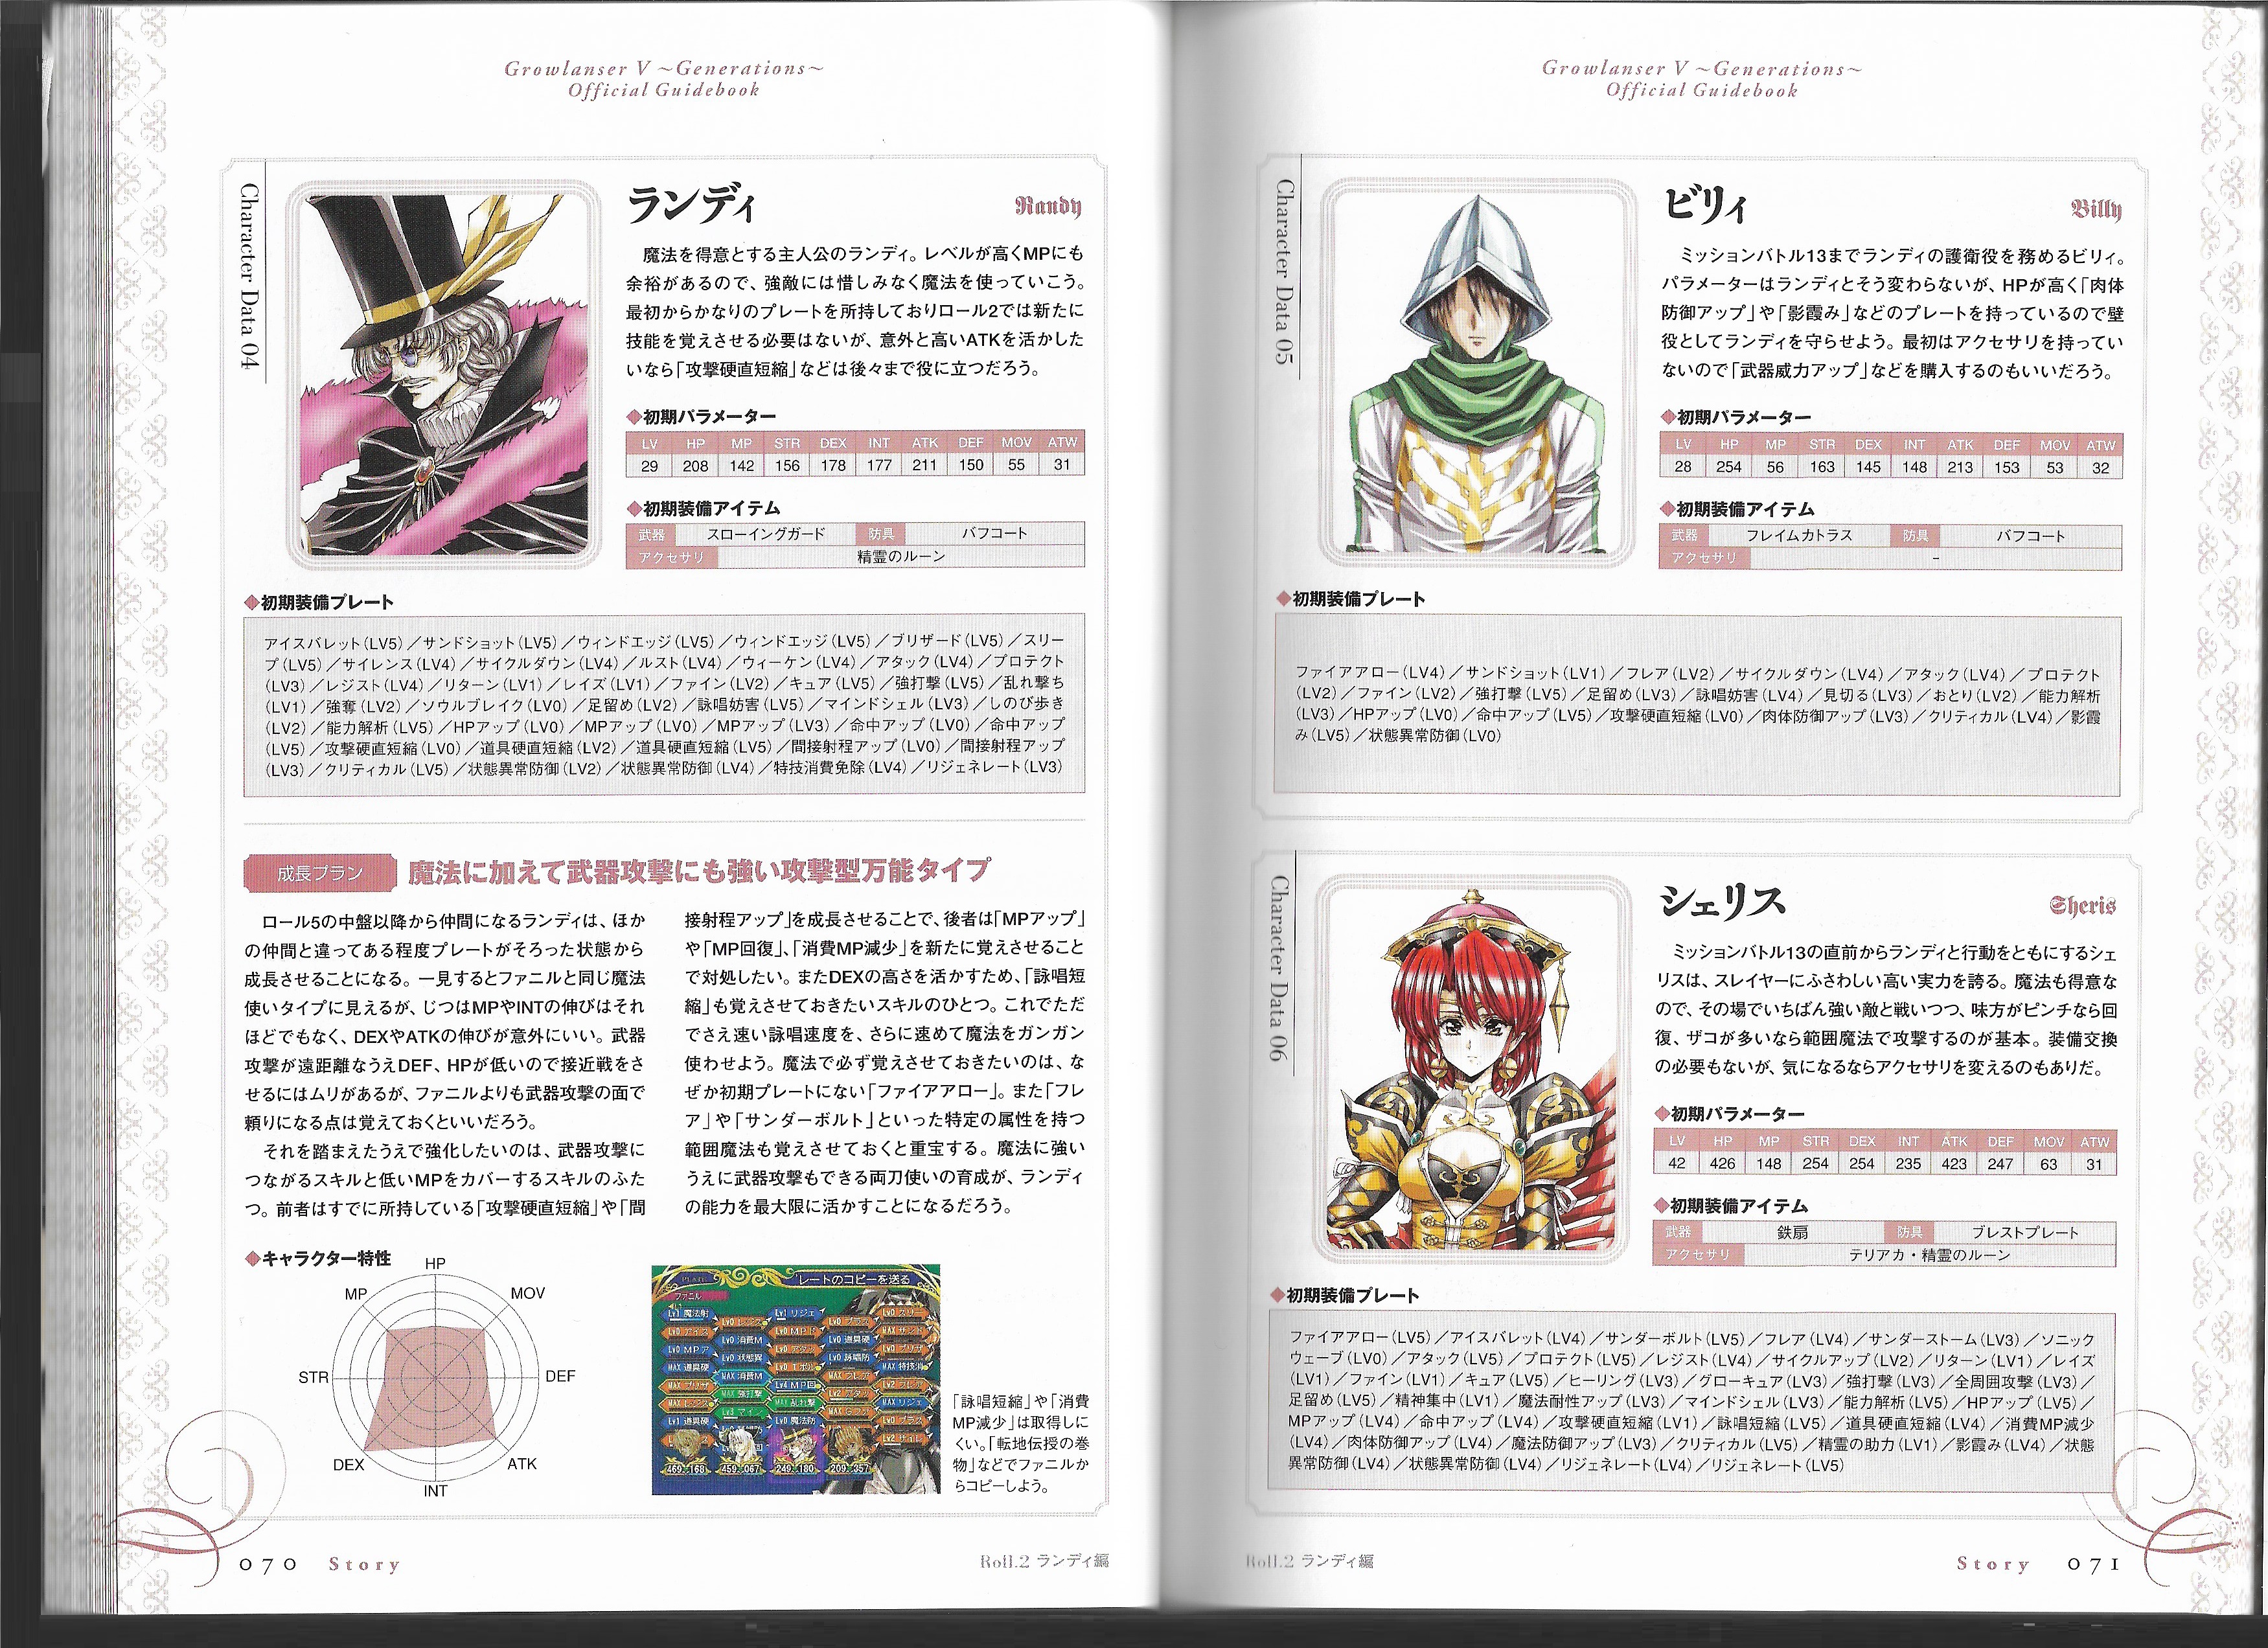 Growlanser V ～Generations～
Official Guidebook
Character Data 04
ランディ
Randy
　魔法を得意とする主人公のランディ。レベルが高くMPにも
余裕があるので、強敵には惜しみなく魔法を使っていこう。
最初からかなりのプレートを所持しておりロール2では新たに
技能を覚えさせる必要はないが、意外と高いATKを活かした
いなら「攻撃硬直短縮」などは後々まで役に立つだろう。
◆初期パラメーター
LV HP MP STR DEX INT ATK DEF MOV ATW
29 208 142 156 178 177 211 150 55 31
◆初期装備アイテム
武器 スローイングガード 防具 バフコート
アクセサリ 精霊のルーン
◆初期装備プレート
アイスバレット(LV5)／サンドショット(LV5)／ウィンドエッジ(LV5)／ウィンドエッジ(LV5)／ブリザード(LV5)／スリー
プ(LV5)／サイレンス(LV4)／サイクルダウン(LV4)／ルスト(LV4)／ウィーケン(LV4)／アタック(LV4)／プロテクト
(LV3)／レジスト(LV4)／リターン(LV1)／レイズ(LV1)／ファイン(LV2)／キュア(LV5)／強打撃(LV5)／乱れ撃ち
(LV1)／強奪(LV2)／ソウルブレイク(LV0)／足留め(LV2)／詠唱妨害(LV5)／マインドシェル(LV3)／しのび歩き
(LV2)／能力解析(LV5)／HPアップ(LV0)／MPアップ(LV0)／MPアップ(LV3)／命中アップ(LV0)／命中アップ
(LV5)／攻撃硬直短縮(LV0)／道具硬直短縮(LV2)／道具硬直短縮(LV5)／間接射程アップ(LV0)／間接射程アップ
(LV3)／クリティカル(LV5)／状態異常防御(LV2)／状態異常防御(LV4)／特技消費免除(LV4)／リジェネレート(LV3)
成長プラン 魔法に加えて武器攻撃にも強い攻撃型万能タイプ
　ロール5の中盤以降から仲間になるランディは、ほか
の仲間と違ってある程度プレートがそろった状態から
成長させることになる。一見するとファニルと同じ魔法
使いタイプに見えるが、じつはMPやINTの伸びはそれ
ほどでもなく、DEXやATKの伸びが意外にいい。武器
攻撃が遠距離なうえDEF、HPが低いので接近戦をさ
せるにはムリがあるが、ファニルよりも武器攻撃の面で
頼りになる点は覚えておくといいだろう。
　それを踏まえたうえで強化したいのは、武器攻撃に
つながるスキルと低いMPをカバーするスキルのふた
つ。前者はすでに所持している「攻撃硬直短縮」や「間
接射程アップ」を成長させることで、後者は「MPアップ」
や「MP回復」、「消費MP減少」を新たに覚えさせること
で対処したい。またDEXの高さを活かすため、「詠唱短
縮」も覚えさせておきたいスキルのひとつ。これでただ
でさえ速い詠唱速度を、さらに速めて魔法をガンガン
使わせよう。魔法で必ず覚えさせておきたいのは、な
ぜか初期プレートにない「ファイアアロー」。また「フレ
ア」や「サンダーボルト」といった特定の属性を持つ
範囲魔法も覚えさせておくと重宝する。魔法に強い
うえに武器攻撃もできる両刀使いの育成が、ランディ
の能力を最大限に活かすことになるだろう。
◆キャラクター特性
HP
MP
MOV
STR
DEF
DEX
ATK
INT
レートのコピーを送る
ファニル
「詠唱短縮」や「消費
MP減少」は取得しに
くい。「転地伝授の巻
物」などでファニルか
らコピーしよう。
070 Story
Roll.2 ランディ編
Growlanser V ～Generations～
Official Guidebook
Character Data 05
ビリィ
Billy
　ミッションバトル13までランディの護衛役を務めるビリィ。
パラメーターはランディとそう変わらないが、HPが高く「肉体
防御アップ」や「影霞み」などのプレートを持っているので壁
役としてランディを守らせよう。最初はアクセサリを持ってい
ないので「武器威力アップ」などを購入するのもいいだろう。
◆初期パラメーター
LV HP MP STR DEX INT ATK DEF MOV ATW
28 254 56 163 145 148 213 153 53 32
◆初期装備アイテム
武器 フレイムカトラス 防具 バフコート
アクセサリ －
◆初期装備プレート
ファイアアロー(LV4)／サンドショット(LV1)／フレア(LV2)／サイクルダウン(LV4)／アタック(LV4)／プロテクト
(LV2)／ファイン(LV2)／強打撃(LV5)／足留め(LV3)／詠唱妨害(LV4)／見切る(LV3)／おとり(LV2)／能力解析
(LV3)／HPアップ(LV0)／命中アップ(LV5)／攻撃硬直短縮(LV0)／肉体防御アップ(LV3)／クリティカル(LV4)／影霞
み(LV5)／状態異常防御(LV0)
Character Data 06
シェリス
Sheris
　ミッションバトル13の直前からランディと行動をともにするシェ
リスは、スレイヤーにふさわしい高い実力を誇る。魔法も得意な
ので、その場でいちばん強い敵と戦いつつ、味方がピンチなら回
復、ザコが多いなら範囲魔法で攻撃するのが基本。装備交換
の必要もないが、気になるならアクセサリを変えるのもありだ。
◆初期パラメーター
LV HP MP STR DEX INT ATK DEF MOV ATW
42 426 148 254 254 235 423 247 63 31
◆初期装備アイテム
武器 鉄扇 防具 ブレストプレート
アクセサリ テリアカ・精霊のルーン
◆初期装備プレート
ファイアアロー(LV5)／アイスバレット(LV4)／サンダーボルト(LV5)／フレア(LV4)／サンダーストーム(LV3)／ソニック
ウェーブ(LV0)／アタック(LV5)／プロテクト(LV5)／レジスト(LV4)／サイクルアップ(LV2)／リターン(LV1)／レイズ
(LV1)／ファイン(LV1)／キュア(LV5)／ヒーリング(LV3)／グローキュア(LV3)／強打撃(LV3)／全周囲攻撃(LV3)／
足留め(LV5)／精神集中(LV1)／魔法耐性アップ(LV3)／マインドシェル(LV3)／能力解析(LV5)／HPアップ(LV5)／
MPアップ(LV4)／命中アップ(LV4)／攻撃硬直短縮(LV1)／詠唱短縮(LV5)／道具硬直短縮(LV4)／消費MP減少
(LV4)／肉体防御アップ(LV4)／魔法防御アップ(LV3)／クリティカル(LV5)／精霊の助力(LV1)／影霞み(LV4)／状態
異常防御(LV4)／状態異常防御(LV4)／リジェネレート(LV4)／リジェネレート(LV5)
Roll.2 ランディ編
Story 071